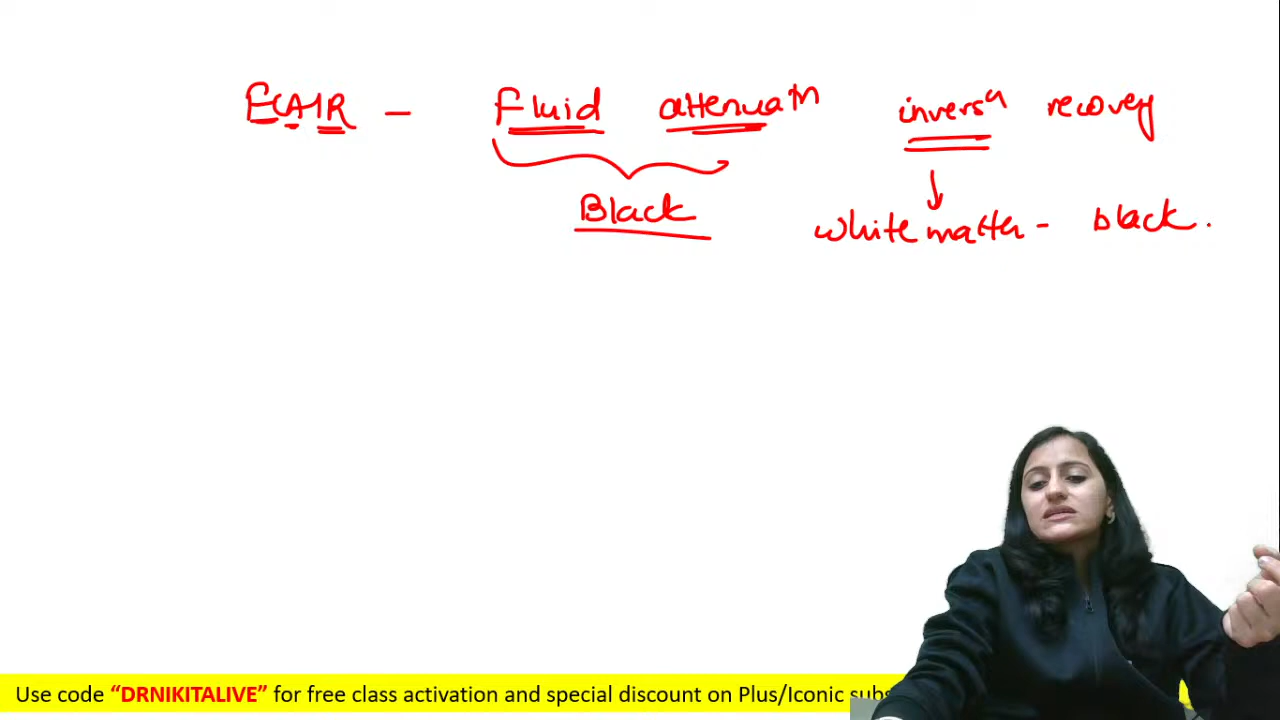 FLAIR - Fluid attenuatn inversn recovery
Black
white matter - black.
Use code “DRNIKITALIVE” for free class activation and special discount on Plus/Iconic subs